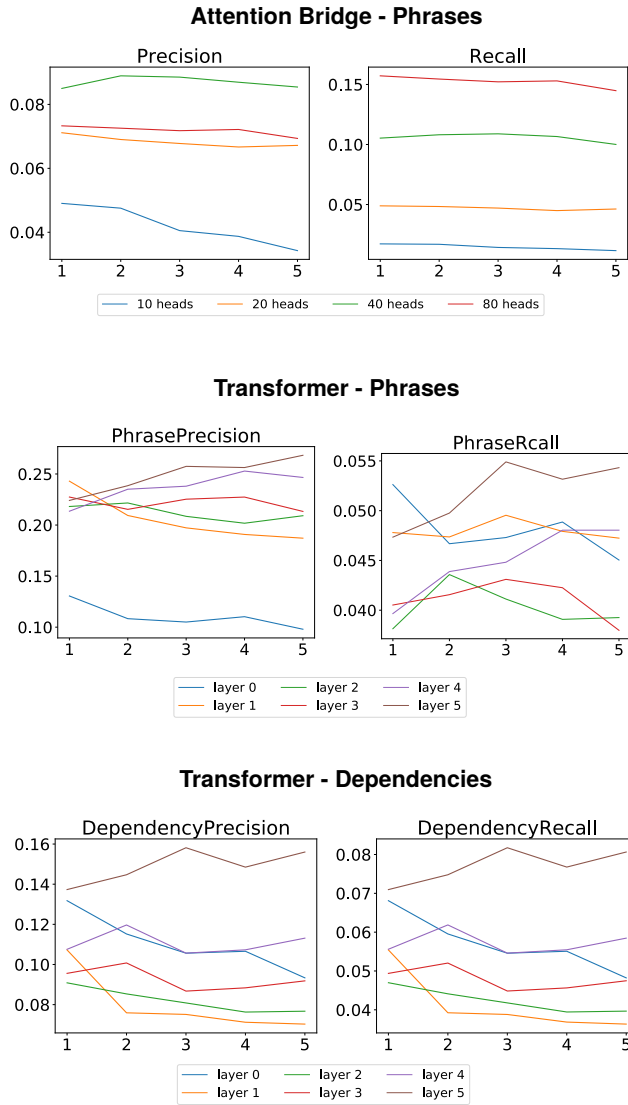 Attention Bridge - Phrases
Precision
Recall
0.08
0.06
0.04
1 2 3 4 5
0.15
0.10
0.05
1 2 3 4 5
10 heads 20 heads 40 heads 80 heads
Transformer - Phrases
PhrasePrecision
PhraseRcall
0.25
0.20
0.15
0.10
1 2 3 4 5
0.055
0.050
0.045
0.040
1 2 3 4 5
layer 0 layer 2 layer 4
layer 1 layer 3 layer 5
Transformer - Dependencies
DependencyPrecision
DependencyRecall
0.16
0.14
0.12
0.10
0.08
1 2 3 4 5
0.08
0.07
0.06
0.05
0.04
1 2 3 4 5
layer 0 layer 2 layer 4
layer 1 layer 3 layer 5